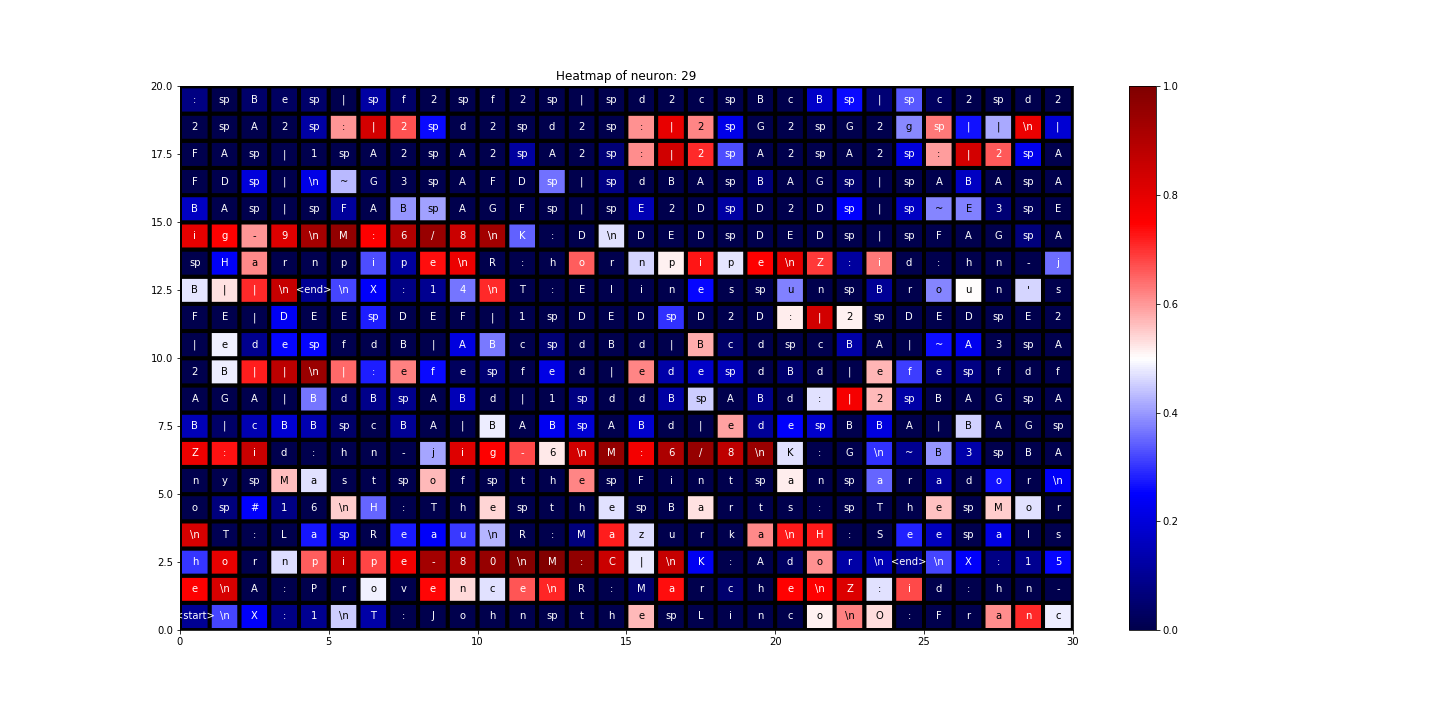 Heatmap of neuron: 29
20.0 : sp B e sp | sp f 2 sp f 2 sp | sp d 2 c sp B c B sp | sp c 2 sp d 2 1.0
2 sp A 2 sp : | 2 sp d 2 sp d 2 sp : | 2 sp G 2 sp G 2 g sp | | \n |
17.5 F A sp | 1 sp A 2 sp A 2 sp A 2 sp : | 2 sp A 2 sp A 2 sp : | 2 sp A
F D sp | \n ~ G 3 sp A F D sp | sp d B A sp B A G sp | sp A B A sp A 0.8
15.0 B A sp | sp F A B sp A G F sp | sp E 2 D sp D 2 D sp | sp ~ E 3 sp E
i g - 9 \n M : 6 / 8 \n K : D \n D E D sp D E D sp | sp F A G sp A
sp H a r n p i p e \n R : h o r n p i p e \n Z : i d : h n - j
12.5 B | | \n <end> \n X : 1 4 \n T : E l i n e s sp u n sp B r o u n ' s 0.6
F E | D E E sp D E F | 1 sp D E D sp D 2 D : | 2 sp D E D sp E 2
10.0 | e d e sp f d B | A B c sp d B d | B c d sp c B A | ~ A 3 sp A
2 B | | \n | : e f e sp f e d | e d e sp d B d | e f e sp f d f
A G A | B d B sp A B d | 1 sp d d B sp A B d : | 2 sp B A G sp A 0.4
7.5 B | c B B sp c B A | B A B sp A B d | e d e sp B B A | B A G sp
Z : i d : h n - j i g - 6 \n M : 6 / 8 \n K : G \n ~ B 3 sp B A
5.0 n y sp M a s t sp o f sp t h e sp F i n t sp a n sp a r a d o r \n
o sp # 1 6 \n H : T h e sp t h e sp B a r t s : sp T h e sp M o r 0.2
\n T : L a sp R e a u \n R : M a z u r k a \n H : S e e sp a l s
2.5 h o r n p i p e - 8 0 \n M : C | \n K : A d o r \n <end> \n X : 1 5
e \n A : P r o v e n c e \n R : M a r c h e \n Z : i d : h n -
0.0 <start> \n X : 1 \n T : J o h n sp t h e sp L i n c o \n O : F r a n c 0.0
0 5 10 15 20 25 30